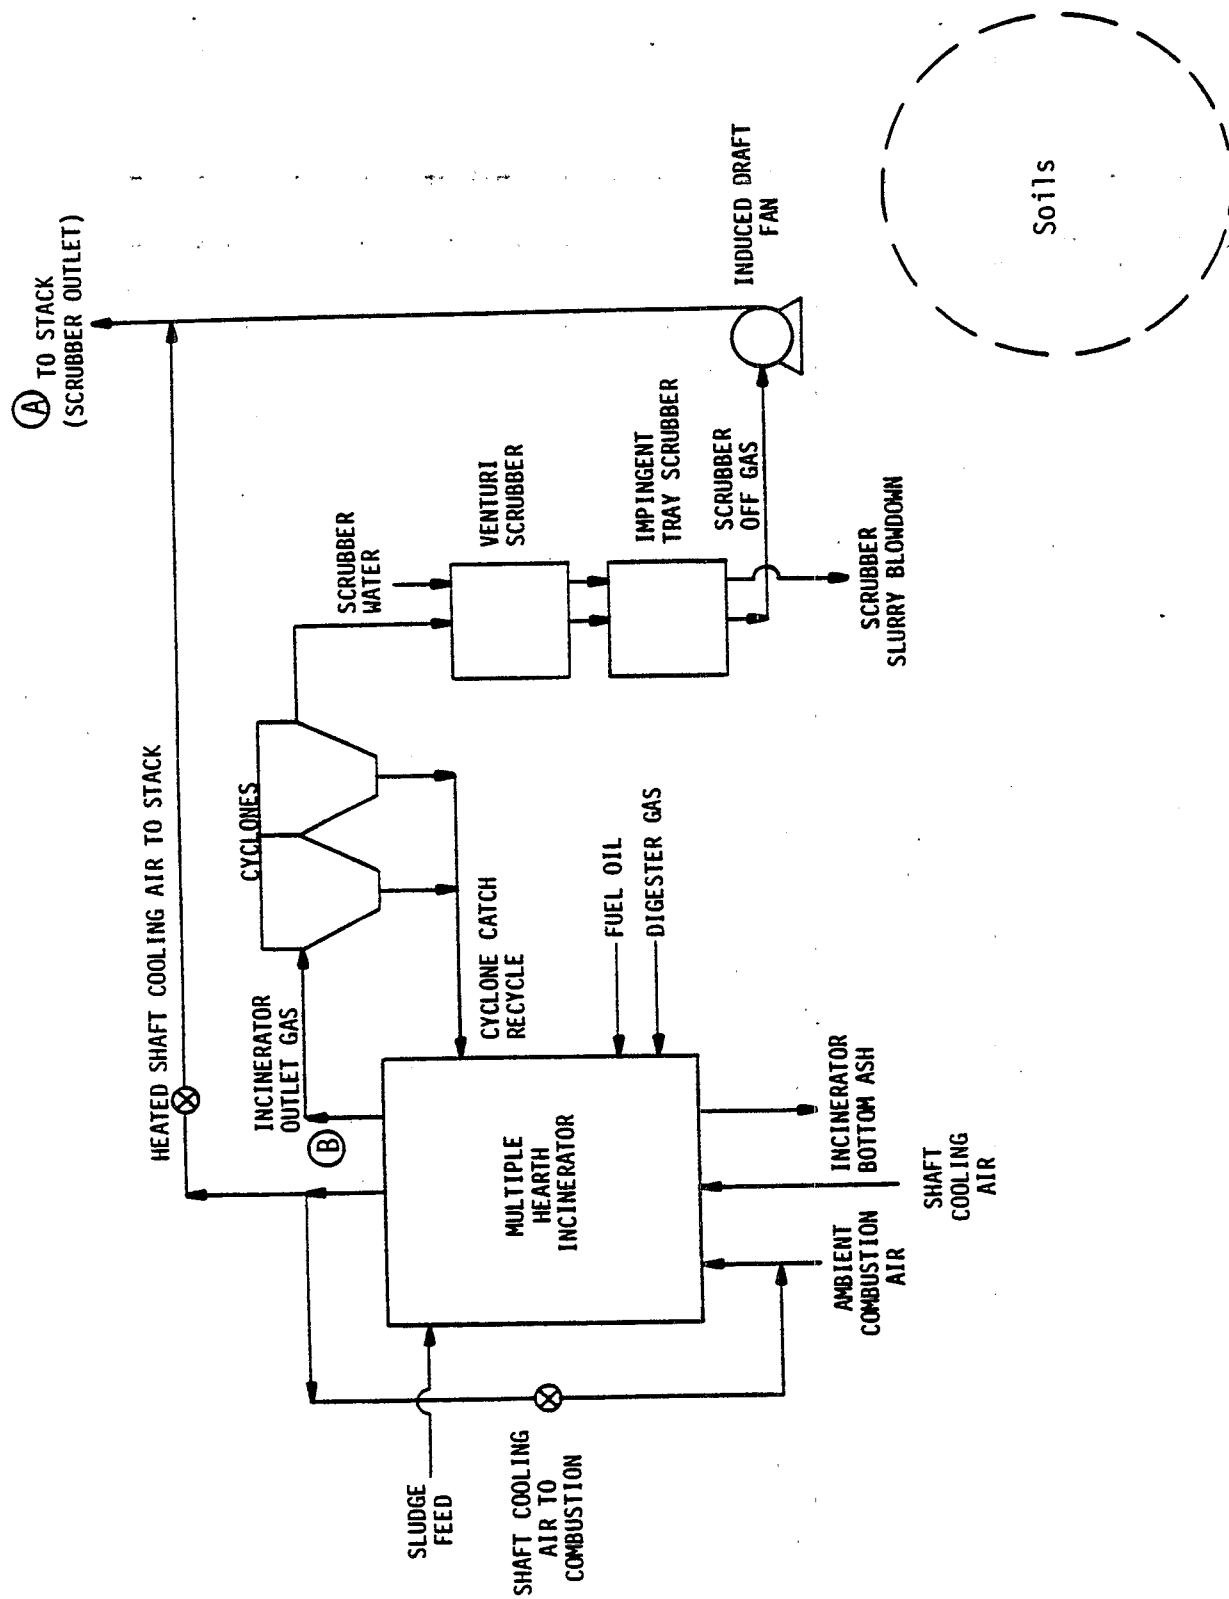 Ⓐ TO STACK
(SCRUBBER OUTLET)
HEATED SHAFT COOLING AIR TO STACK
CYCLONES
INCINERATOR
OUTLET GAS
Ⓑ
CYCLONE CATCH
RECYCLE
SCRUBBER
WATER
VENTURI
SCRUBBER
IMPINGENT
TRAY SCRUBBER
SCRUBBER
OFF GAS
INDUCED DRAFT
FAN
SCRUBBER
SLURRY BLOWDOWN
FUEL OIL
DIGESTER GAS
MULTIPLE
HEARTH
INCINERATOR
SLUDGE
FEED
SHAFT COOLING
AIR TO
COMBUSTION
AMBIENT
COMBUSTION
AIR
SHAFT
COOLING
AIR
INCINERATOR
BOTTOM ASH
Soils